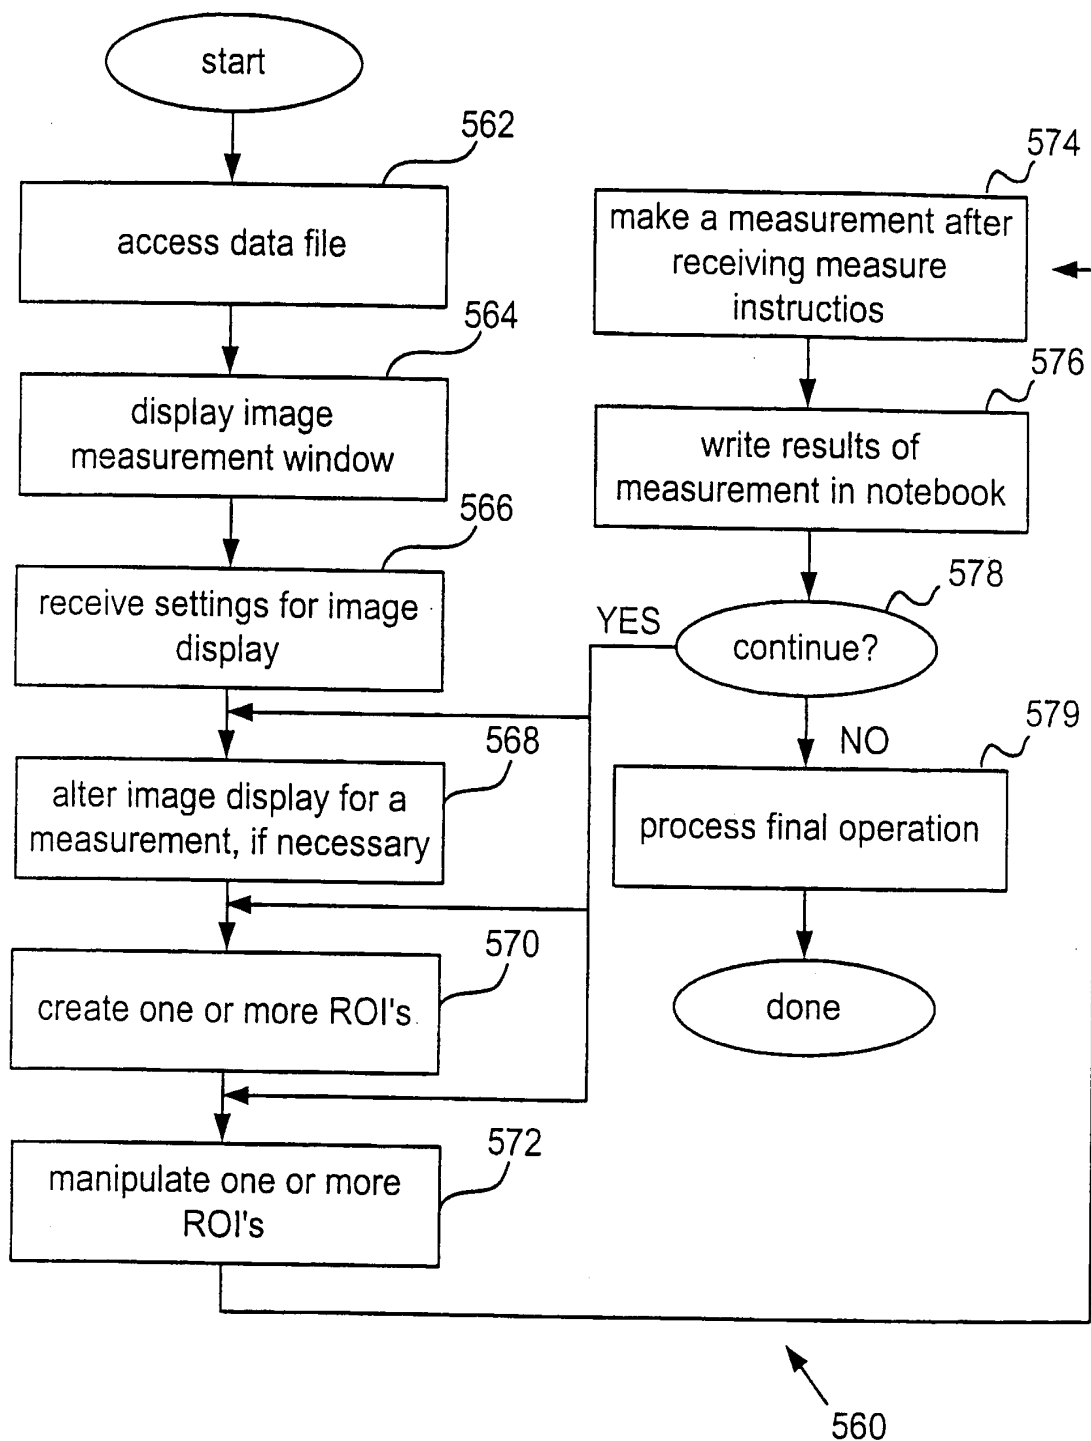 start
562
access data file
564
display image
measurement window
566
receive settings for image
display
568
alter image display for a
measurement, if necessary
570
create one or more ROI's
572
manipulate one or more
ROI's
574
make a measurement after
receiving measure
instructios
576
write results of
measurement in notebook
578
YES
continue?
NO
579
process final operation
done
560